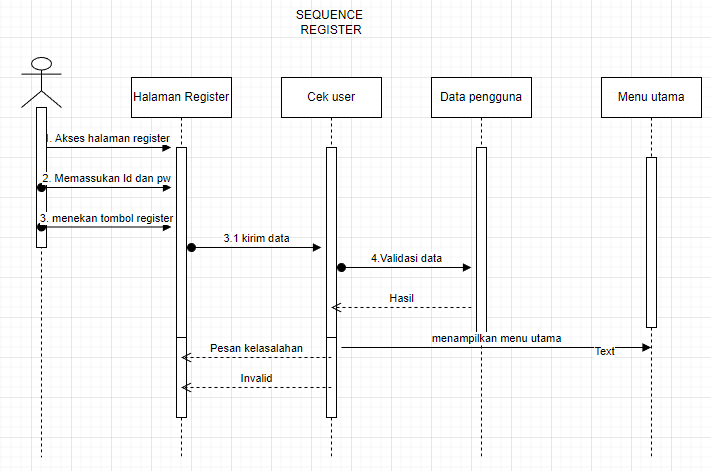 SEQUENCE
REGISTER
Halaman Register
Cek user
Data pengguna
Menu utama
1. Akses halaman register
2. Memassukan Id dan pw
3. menekan tombol register
3.1 kirim data
4.Validasi data
Hasil
menampilkan menu utama
Text
Pesan kelasalahan
Invalid